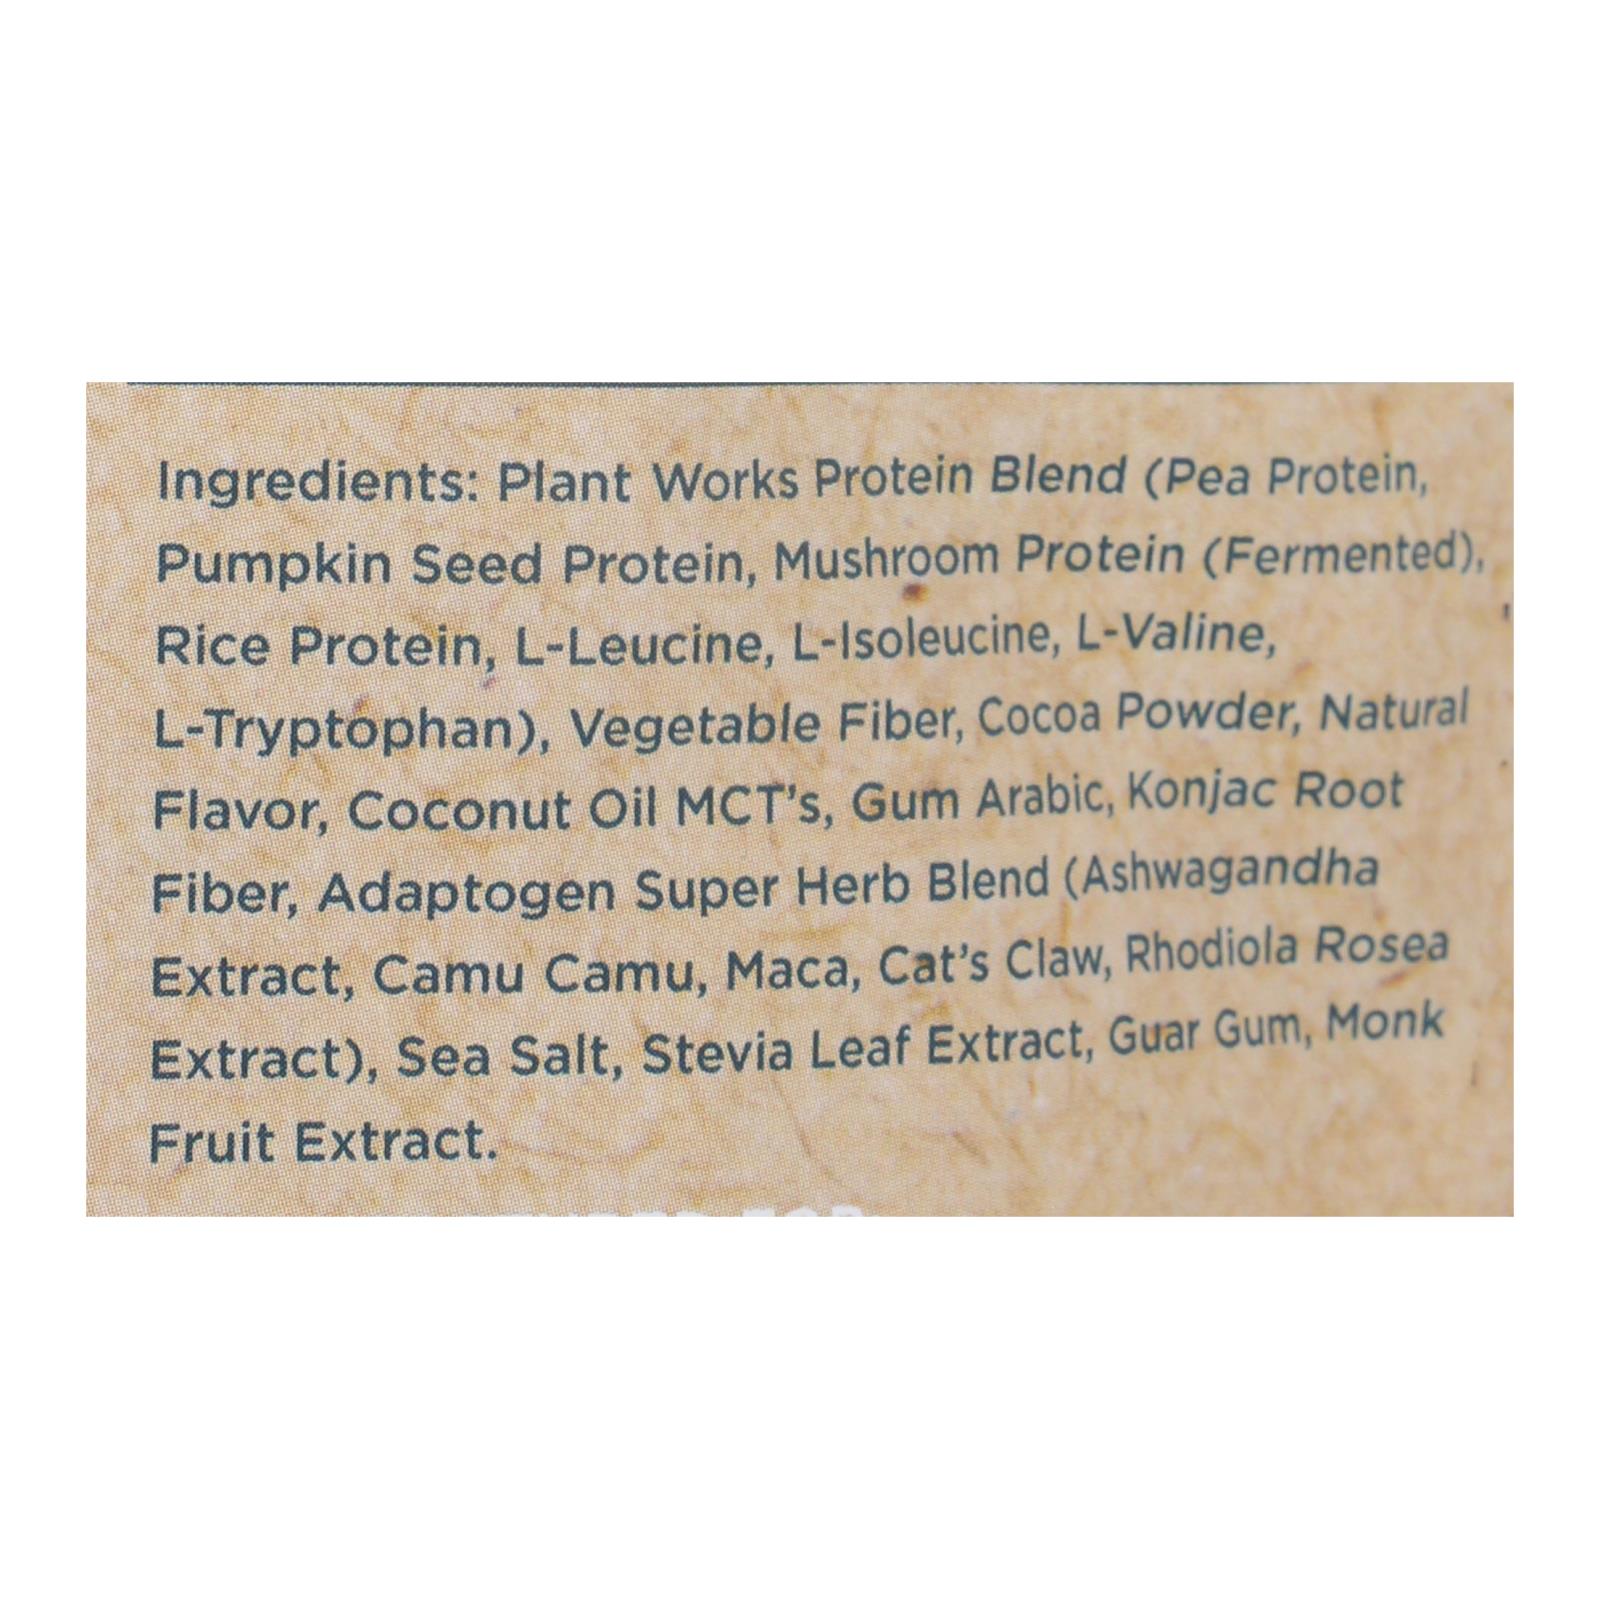 Ingredients: Plant Works Protein Blend (Pea Protein,
Pumpkin Seed Protein, Mushroom Protein (Fermented),
Rice Protein, L-Leucine, L-Isoleucine, L-Valine,
L-Tryptophan), Vegetable Fiber, Cocoa Powder, Natural
Flavor, Coconut Oil MCT's, Gum Arabic, Konjac Root
Fiber, Adaptogen Super Herb Blend (Ashwagandha
Extract, Camu Camu, Maca, Cat's Claw, Rhodiola Rosea
Extract), Sea Salt, Stevia Leaf Extract, Guar Gum, Monk
Fruit Extract.